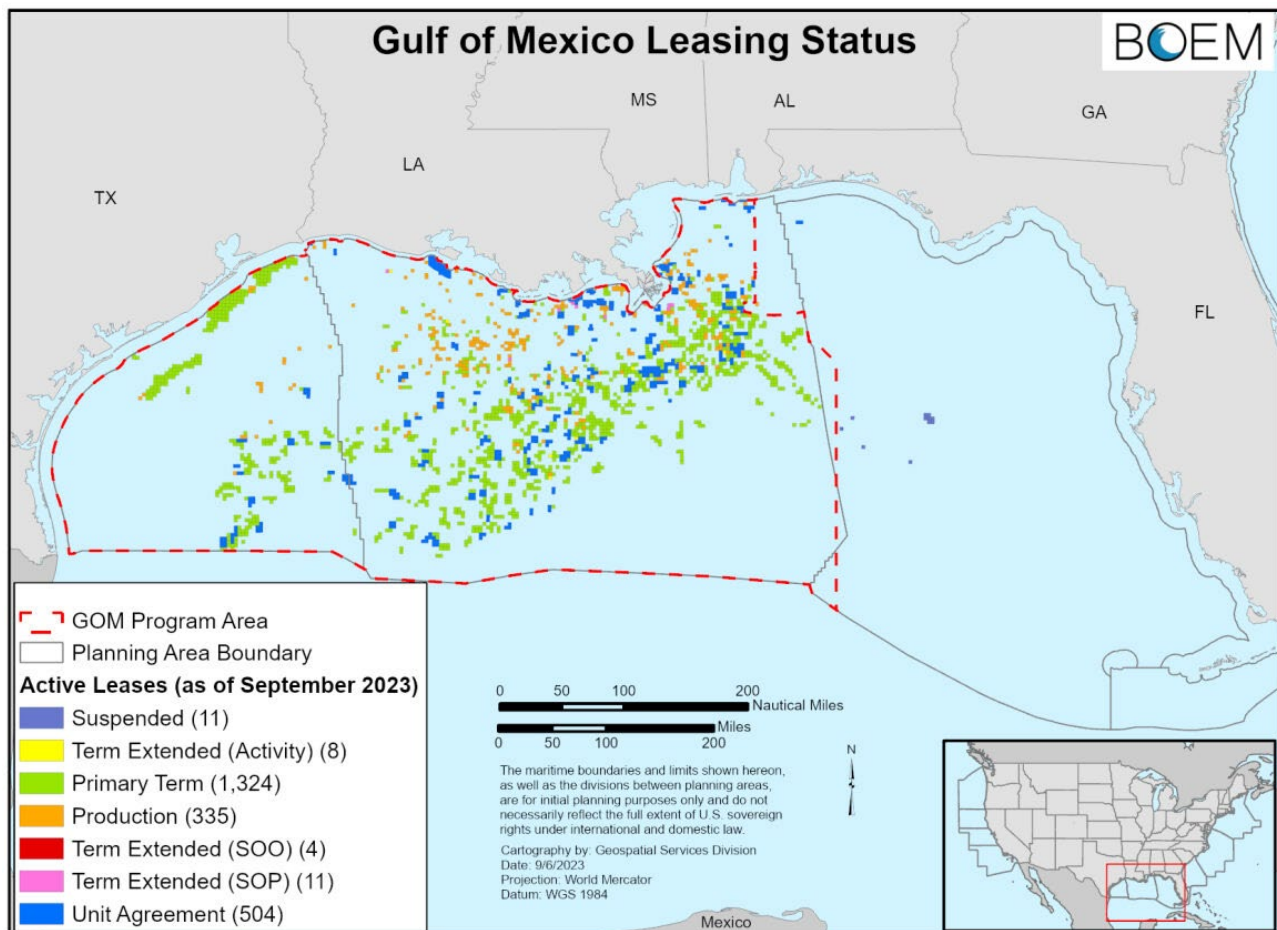 Gulf of Mexico Leasing Status
BOEM
MS
AL
GA
LA
TX
FL
GOM Program Area
Planning Area Boundary
Active Leases (as of September 2023)
Suspended (11)
Term Extended (Activity) (8)
Primary Term (1,324)
Production (335)
Term Extended (SOO) (4)
Term Extended (SOP) (11)
Unit Agreement (504)
0 50 100 200
Nautical Miles
Miles
0 50 100 200
The maritime boundaries and limits shown hereon,
as well as the divisions between planning areas,
are for initial planning purposes only and do not
necessarily reflect the full extent of U.S. sovereign
rights under international and domestic law.
Cartography by: Geospatial Services Division
Date: 9/6/2023
Projection: World Mercator
Datum: WGS 1984
N
Mexico